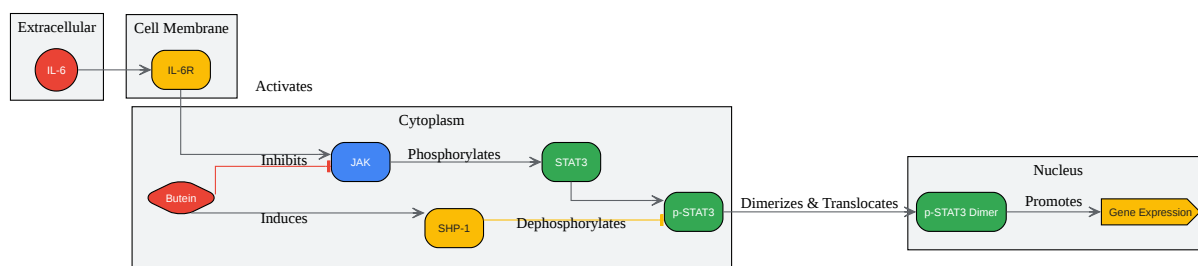 Extracellular
IL-6
Cell Membrane
IL-6R
Activates
Cytoplasm
Inhibits
JAK
Phosphorylates
STAT3
Butein
Induces
SHP-1
Dephosphorylates
p-STAT3
Dimerizes & Translocates
Nucleus
p-STAT3 Dimer
Promotes
Gene Expression